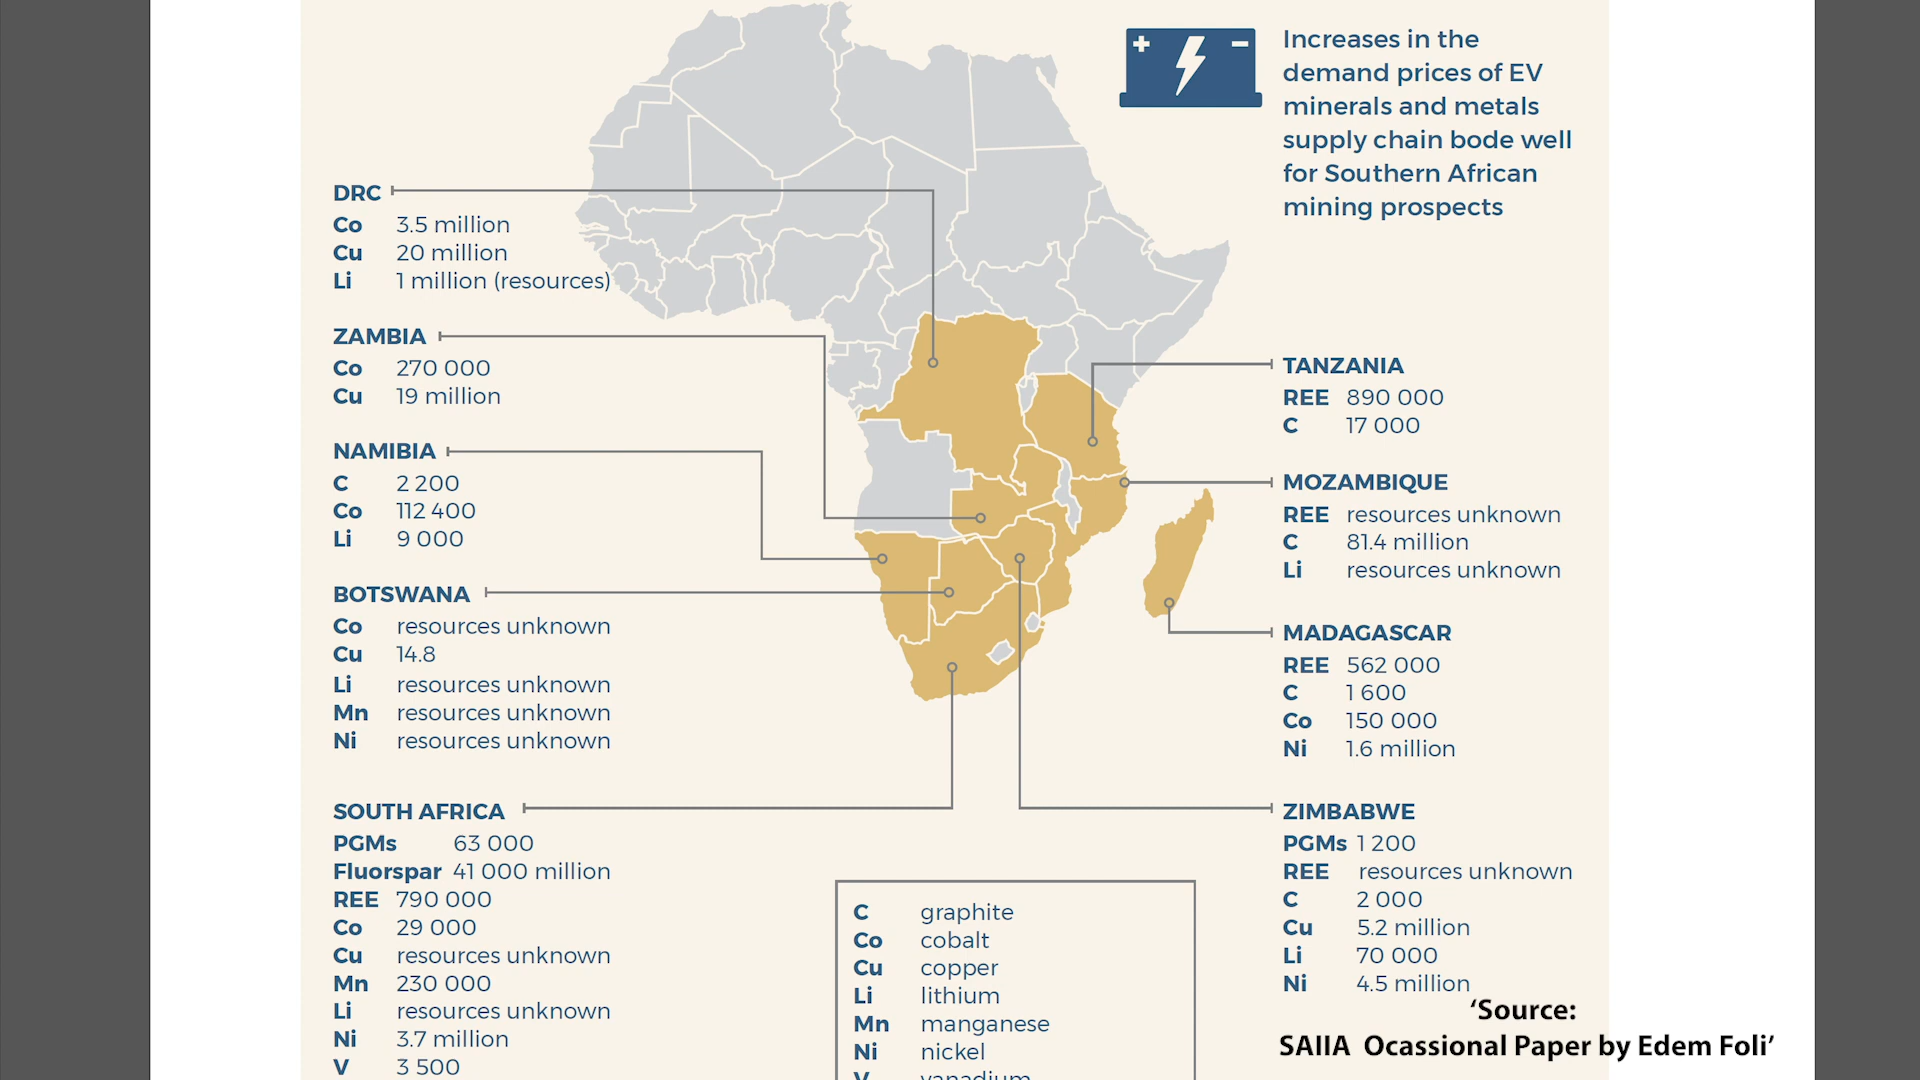 + −
Increases in the
demand prices of EV
minerals and metals
supply chain bode well
for Southern African
mining prospects
DRC
Co 3.5 million
Cu 20 million
Li 1 million (resources)
ZAMBIA
Co 270 000
Cu 19 million
NAMIBIA
C 2 200
Co 112 400
Li 9 000
BOTSWANA
Co resources unknown
Cu 14.8
Li resources unknown
Mn resources unknown
Ni resources unknown
SOUTH AFRICA
PGMs 63 000
Fluorspar 41 000 million
REE 790 000
Co 29 000
Cu resources unknown
Mn 230 000
Li resources unknown
Ni 3.7 million
V 3 500
C graphite
Co cobalt
Cu copper
Li lithium
Mn manganese
Ni nickel
V vanadium
TANZANIA
REE 890 000
C 17 000
MOZAMBIQUE
REE resources unknown
C 81.4 million
Li resources unknown
MADAGASCAR
REE 562 000
C 1 600
Co 150 000
Ni 1.6 million
ZIMBABWE
PGMs 1 200
REE resources unknown
C 2 000
Cu 5.2 million
Li 70 000
Ni 4.5 million
‘Source:
SAIIA Ocassional Paper by Edem Foli’